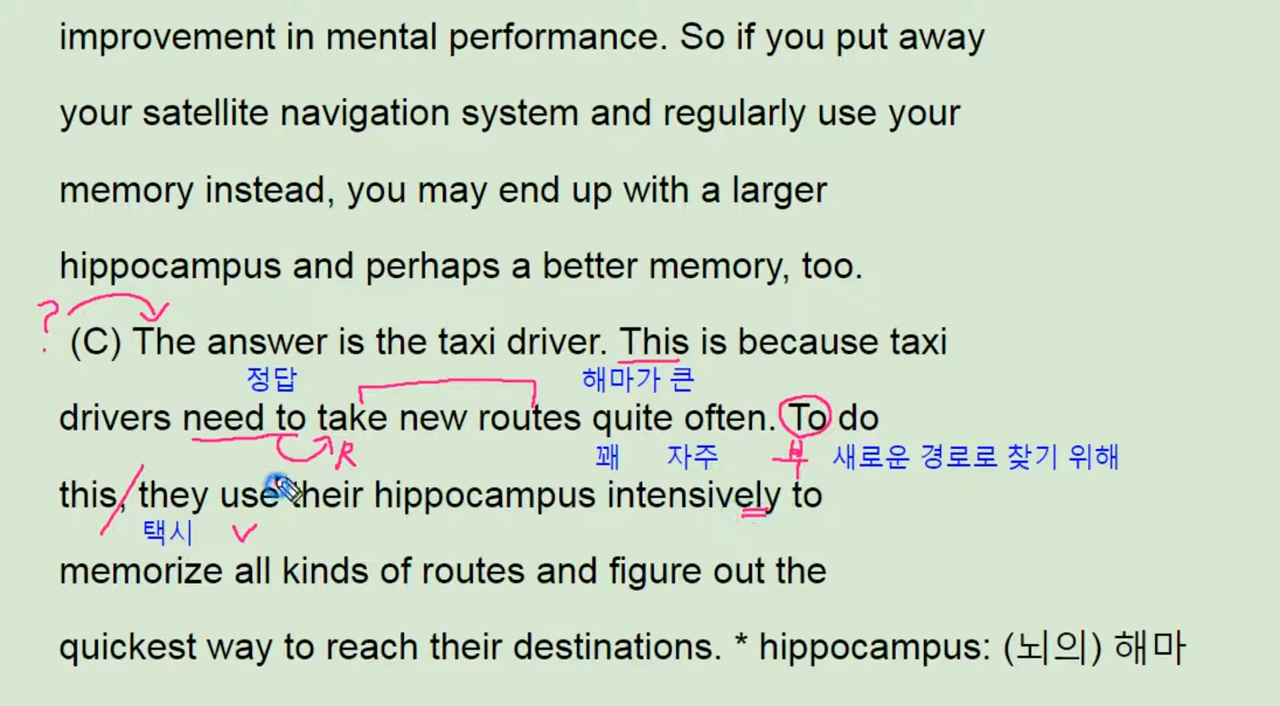 improvement in mental performance. So if you put away
your satellite navigation system and regularly use your
memory instead, you may end up with a larger
hippocampus and perhaps a better memory, too.
?
(C) The answer is the taxi driver. This is because taxi
정답 해마가 큰
drivers need to take new routes quite often. To do
R 꽤 자주 부 새로운 경로로 찾기 위해
this, they use their hippocampus intensively to
택시 V
memorize all kinds of routes and figure out the
quickest way to reach their destinations. * hippocampus: (뇌의) 해마